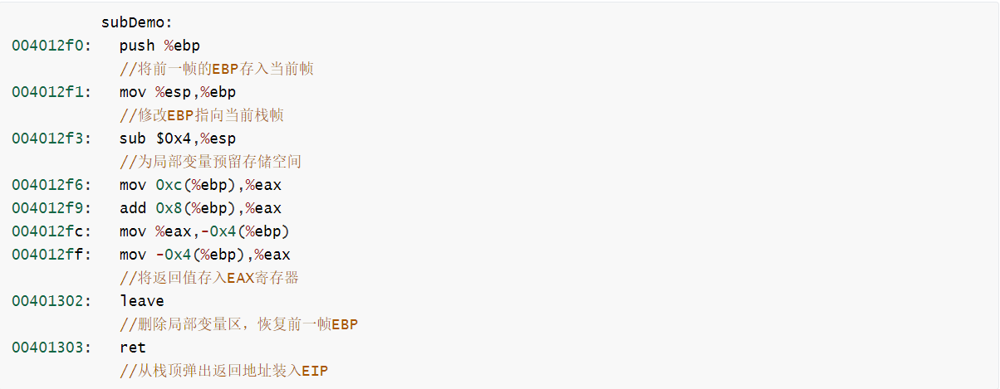 subDemo:
004012f0: push %ebp
//将前一帧的EBP存入当前帧
004012f1: mov %esp,%ebp
//修改EBP指向当前栈帧
004012f3: sub $0x4,%esp
//为局部变量预留存储空间
004012f6: mov 0xc(%ebp),%eax
004012f9: add 0x8(%ebp),%eax
004012fc: mov %eax,-0x4(%ebp)
004012ff: mov -0x4(%ebp),%eax
//将返回值存入EAX寄存器
00401302: leave
//删除局部变量区，恢复前一帧EBP
00401303: ret
//从栈顶弹出返回地址装入EIP